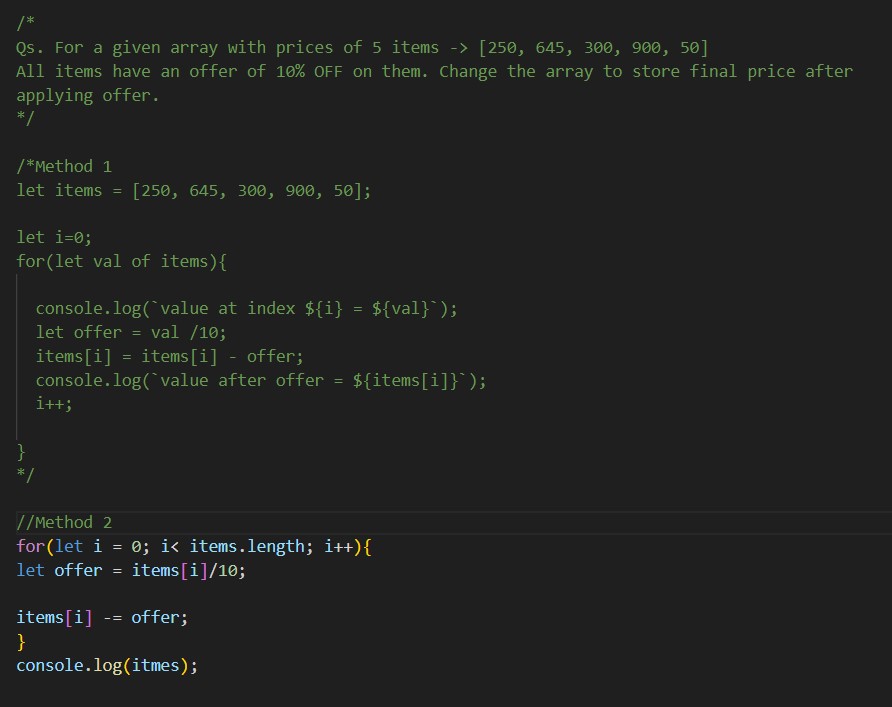 /*
Qs. For a given array with prices of 5 items -> [250, 645, 300, 900, 50]
All items have an offer of 10% OFF on them. Change the array to store final price after
applying offer.
*/
/*Method 1
let items = [250, 645, 300, 900, 50];
let i=0;
for(let val of items){
console.log(`value at index ${i} = ${val}`);
let offer = val /10;
items[i] = items[i] - offer;
console.log(`value after offer = ${items[i]}`);
i++;
}
*/
//Method 2
for(let i = 0; i< items.length; i++){
let offer = items[i]/10;
items[i] -= offer;
}
console.log(itmes);